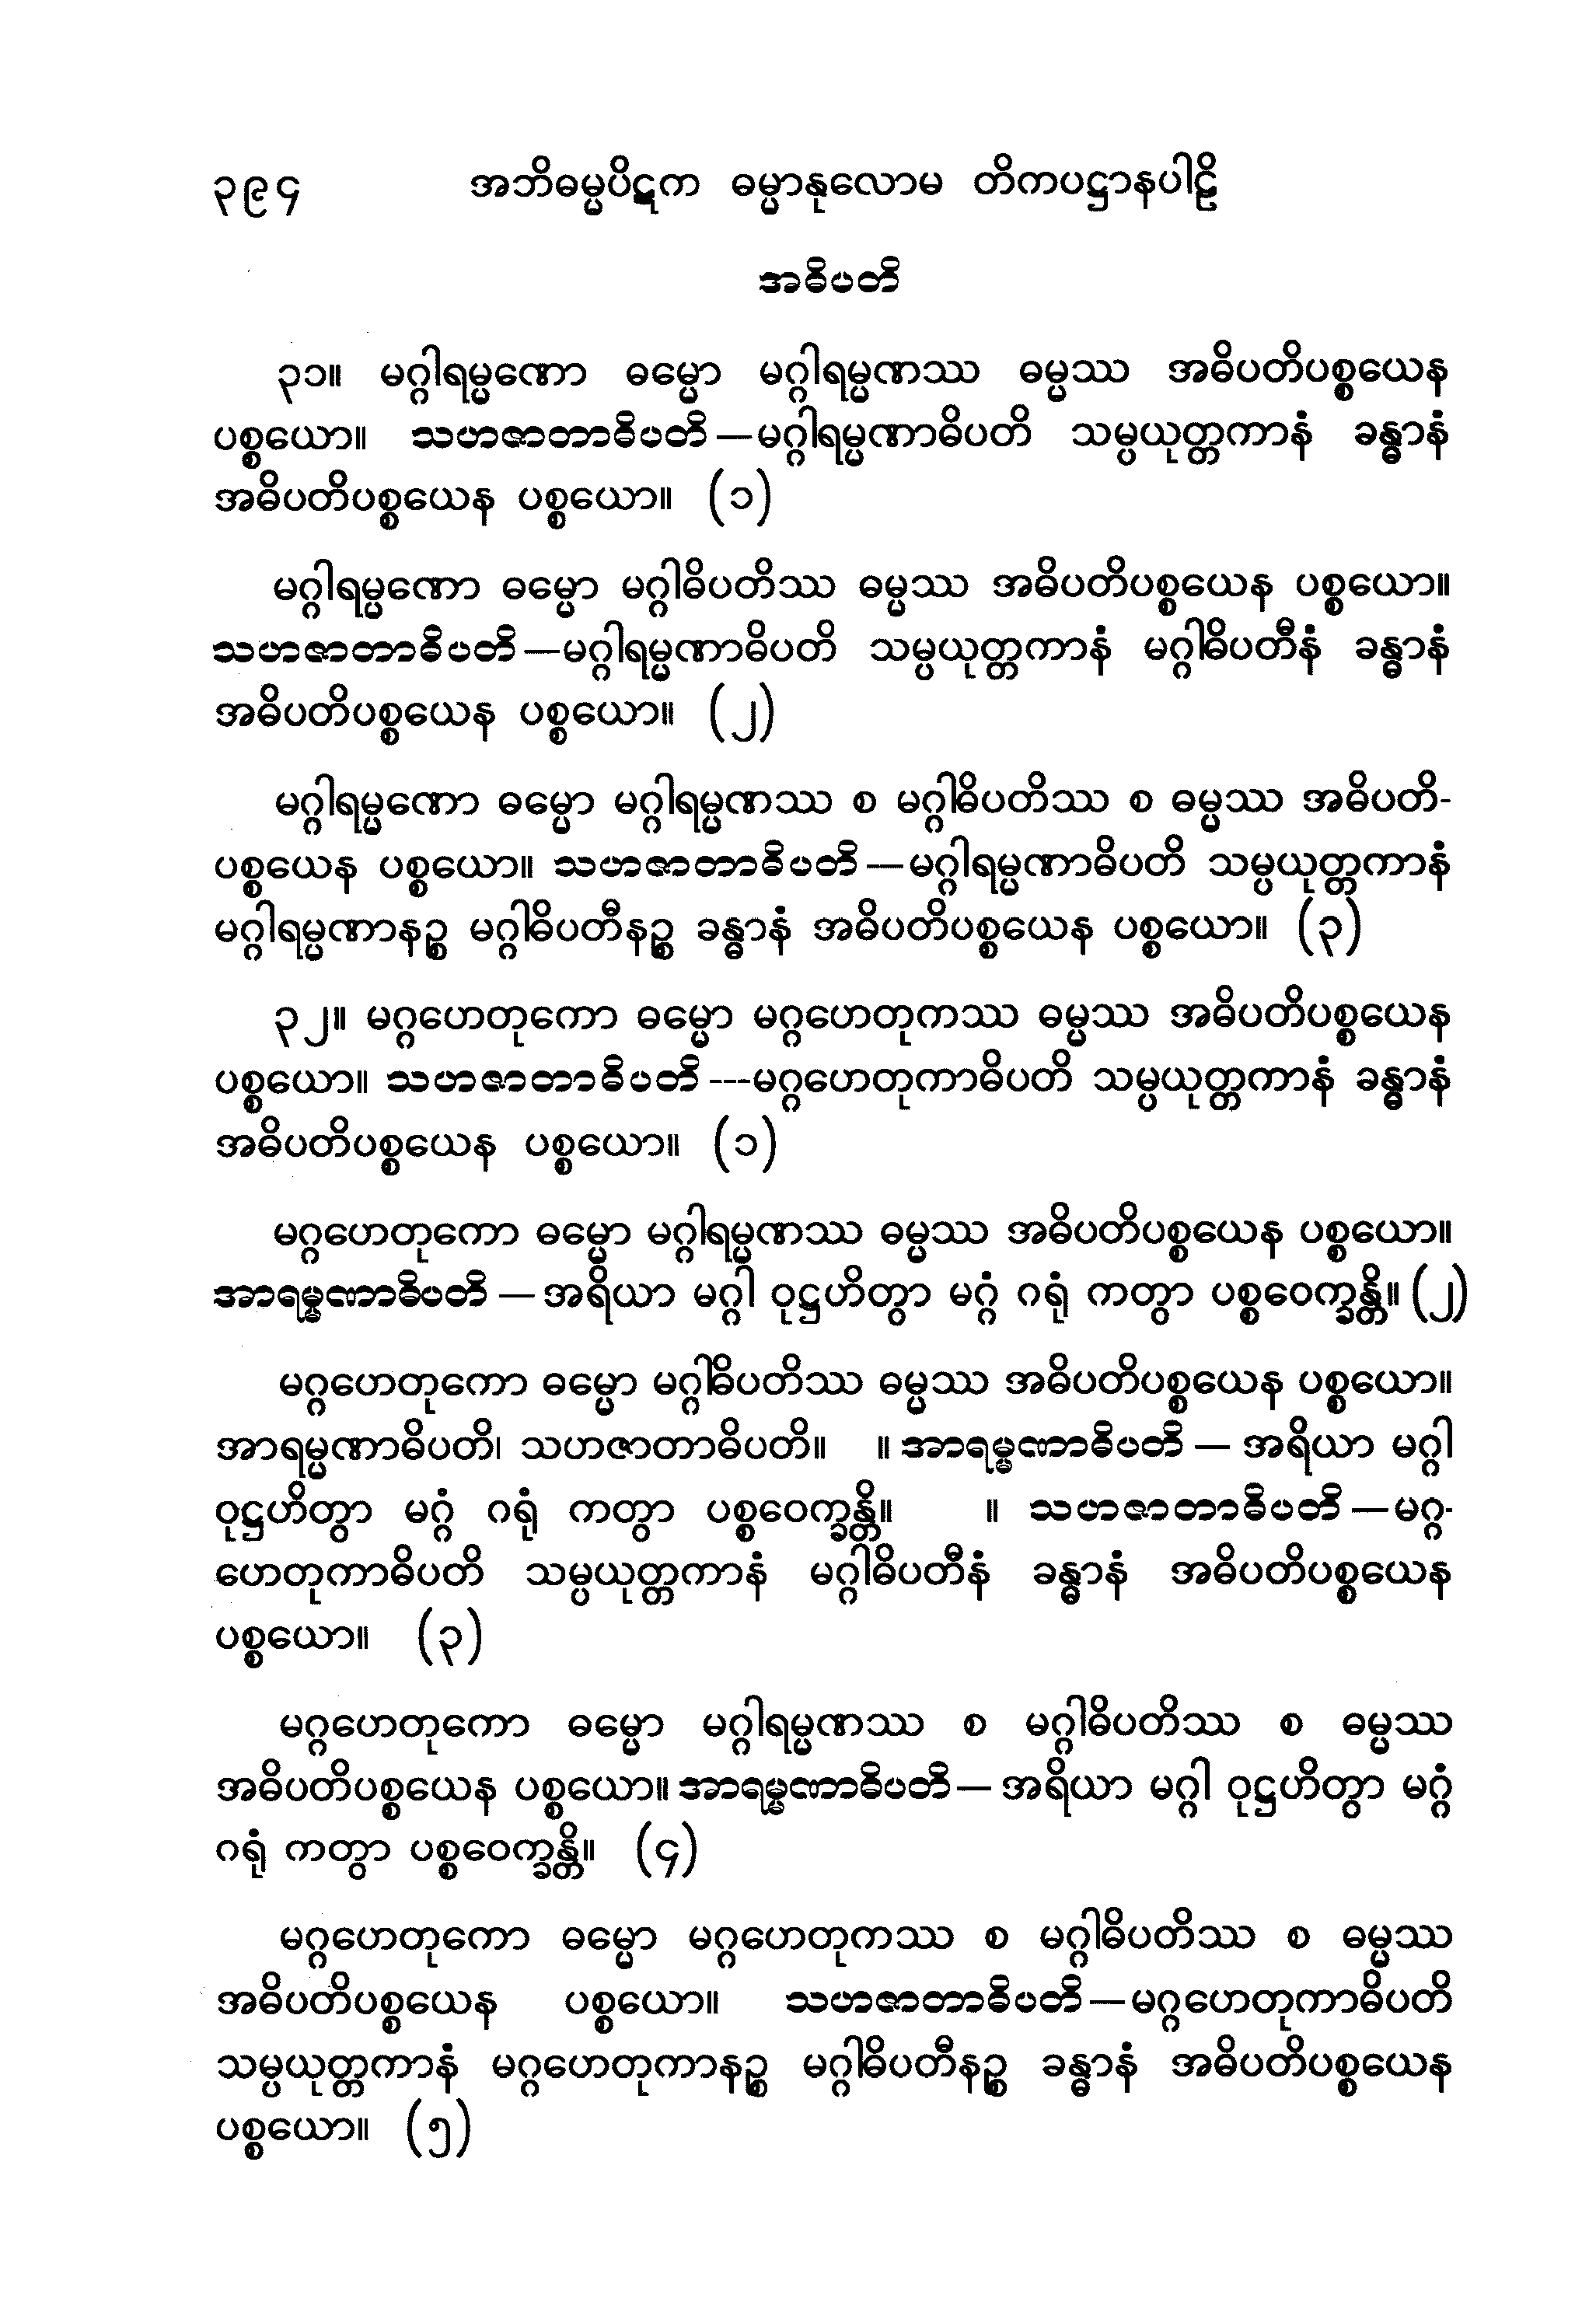 ၃၉၄ အဘိဓမ္မပိဋက ဓမ္မာနုလောမ တိကပဋ္ဌာနပါဠိ
အဓိပတိ
၃၁။ မဂ္ဂါရမ္မဏော ဓမ္မော မဂ္ဂါရမ္မဏဿ ဓမ္မဿ အဓိပတိပစ္စယေန
ပစ္စယော။ သဟဇာတာဓိပတိ—မဂ္ဂါရမ္မဏာဓိပတိ သမ္ပယုတ္တကာနံ ခန္ဓာနံ
အဓိပတိပစ္စယေန ပစ္စယော။ (၁)
မဂ္ဂါရမ္မဏော ဓမ္မော မဂ္ဂါဓိပတိဿ ဓမ္မဿ အဓိပတိပစ္စယေန ပစ္စယော။
သဟဇာတာဓိပတိ—မဂ္ဂါရမ္မဏာဓိပတိ သမ္ပယုတ္တကာနံ မဂ္ဂါဓိပတီနံ ခန္ဓာနံ
အဓိပတိပစ္စယေန ပစ္စယော။ (၂)
မဂ္ဂါရမ္မဏော ဓမ္မော မဂ္ဂါရမ္မဏဿ စ မဂ္ဂါဓိပတိဿ စ ဓမ္မဿ အဓိပတိ-
ပစ္စယေန ပစ္စယော။ သဟဇာတာဓိပတိ—မဂ္ဂါရမ္မဏာဓိပတိ သမ္ပယုတ္တကာနံ
မဂ္ဂါရမ္မဏာနဉ္စ မဂ္ဂါဓိပတီနဉ္စ ခန္ဓာနံ အဓိပတိပစ္စယေန ပစ္စယော။ (၃)
၃၂။ မဂ္ဂဟေတုကော ဓမ္မော မဂ္ဂဟေတုကဿ ဓမ္မဿ အဓိပတိပစ္စယေန
ပစ္စယော။ သဟဇာတာဓိပတိ---မဂ္ဂဟေတုကာဓိပတိ သမ္ပယုတ္တကာနံ ခန္ဓာနံ
အဓိပတိပစ္စယေန ပစ္စယော။ (၁)
မဂ္ဂဟေတုကော ဓမ္မော မဂ္ဂါရမ္မဏဿ ဓမ္မဿ အဓိပတိပစ္စယေန ပစ္စယော။
အာရမ္မဏာဓိပတိ—အရိယာ မဂ္ဂါ ဝုဋ္ဌဟိတွာ မဂ္ဂံ ဂရုံ ကတွာ ပစ္စဝေက္ခန္တိ။ (၂)
မဂ္ဂဟေတုကော ဓမ္မော မဂ္ဂါဓိပတိဿ ဓမ္မဿ အဓိပတိပစ္စယေန ပစ္စယော။
အာရမ္မဏာဓိပတိ၊ သဟဇာတာဓိပတိ။ ။ အာရမ္မဏာဓိပတိ — အရိယာ မဂ္ဂါ
ဝုဋ္ဌဟိတွာ မဂ္ဂံ ဂရုံ ကတွာ ပစ္စဝေက္ခန္တိ။ ။ သဟဇာတာဓိပတိ—မဂ္ဂ-
ဟေတုကာဓိပတိ သမ္ပယုတ္တကာနံ မဂ္ဂါဓိပတီနံ ခန္ဓာနံ အဓိပတိပစ္စယေန
ပစ္စယော။ (၃)
မဂ္ဂဟေတုကော ဓမ္မော မဂ္ဂါရမ္မဏဿ စ မဂ္ဂါဓိပတိဿ စ ဓမ္မဿ
အဓိပတိပစ္စယေန ပစ္စယော။ အာရမ္မဏာဓိပတိ— အရိယာ မဂ္ဂါ ဝုဋ္ဌဟိတွာ မဂ္ဂံ
ဂရုံ ကတွာ ပစ္စဝေက္ခန္တိ။ (၄)
မဂ္ဂဟေတုကော ဓမ္မော မဂ္ဂဟေတုကဿ စ မဂ္ဂါဓိပတိဿ စ ဓမ္မဿ
အဓိပတိပစ္စယေန ပစ္စယော။ သဟဇာတာဓိပတိ—မဂ္ဂဟေတုကာဓိပတိ
သမ္ပယုတ္တကာနံ မဂ္ဂဟေတုကာနဉ္စ မဂ္ဂါဓိပတီနဉ္စ ခန္ဓာနံ အဓိပတိပစ္စယေန
ပစ္စယော။ (၅)